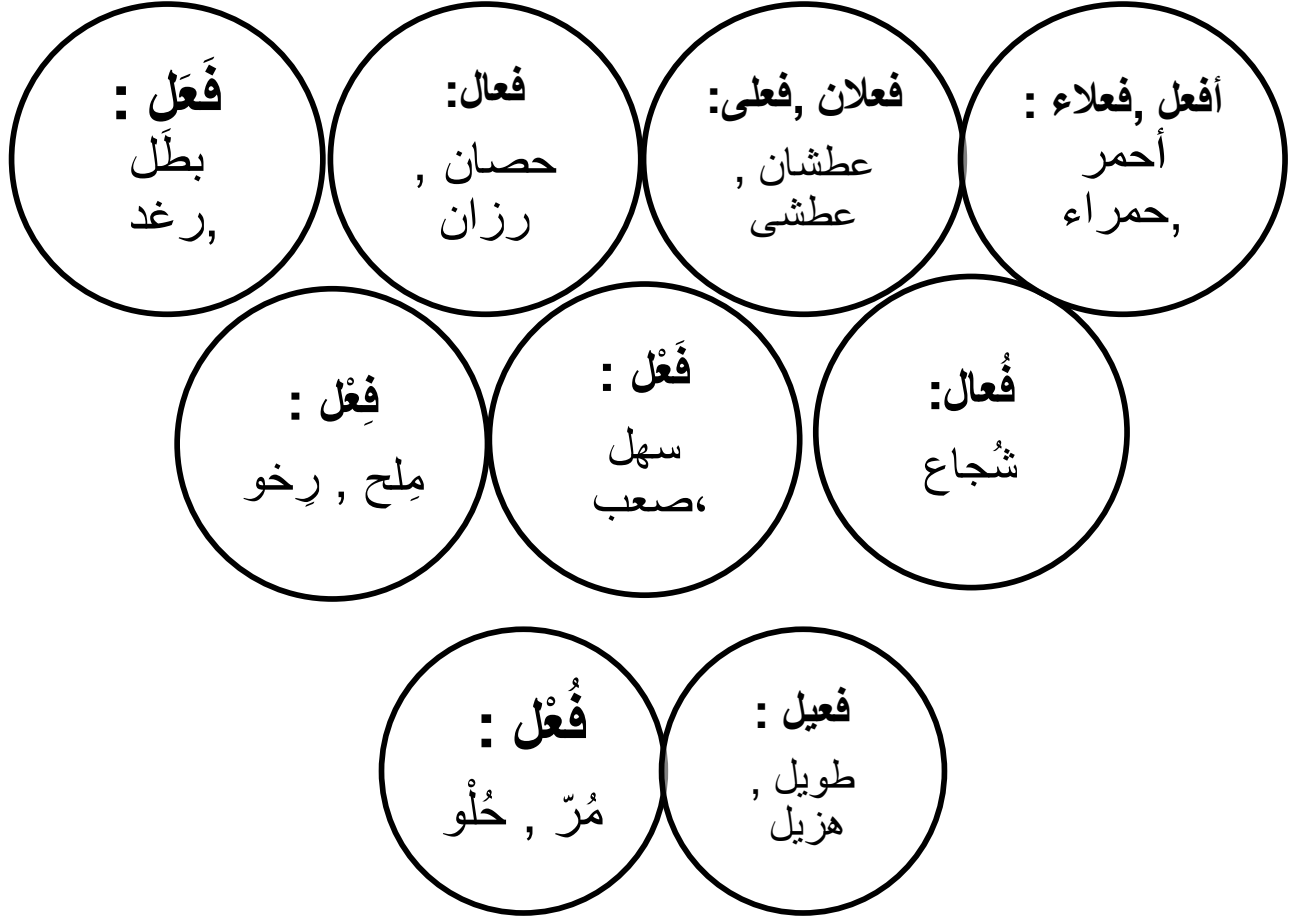 أفعل ,فعلاء :
أحمر
,حمراء
فعلان ,فعلى:
عطشان ,
عطشى
فعال:
حصان ,
رزان
فَعَل :
بطَل
,رغد
فُعال:
شُجاع
فَعْل :
سهل
،صعب
فِعْل :
مِلح , رِخو
فعيل :
طويل ,
هزيل
فُعْل :
مُرّ , حُلْو